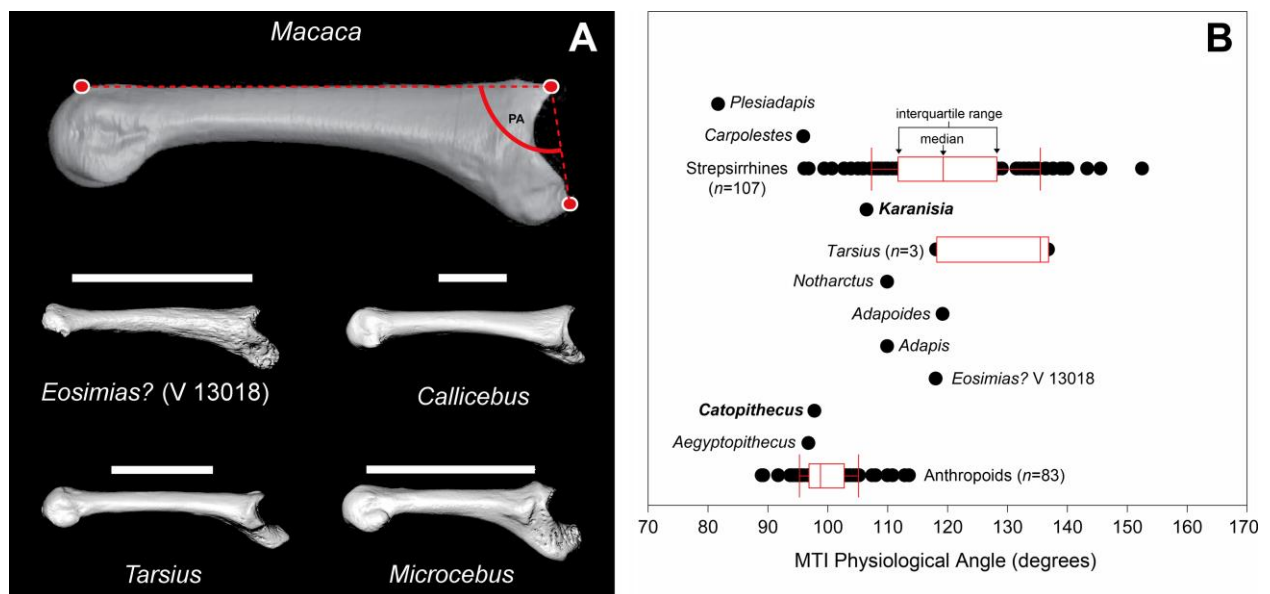 Macaca
A
PA
Eosimias? (V 13018)
Callicebus
Tarsius
Microcebus
B
Plesiadapis
interquartile range
Carpolestes
median
Strepsirrhines
(n=107)
Karanisia
Tarsius (n=3)
Notharctus
Adapoides
Adapis
Eosimias? V 13018
Catopithecus
Aegyptopithecus
Anthropoids (n=83)
70 80 90 100 110 120 130 140 150 160 170
MTI Physiological Angle (degrees)